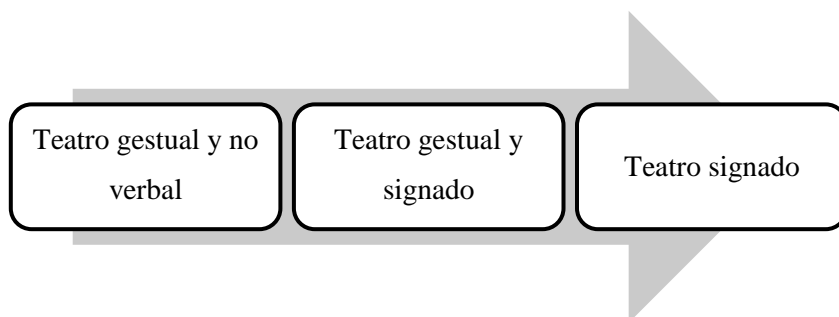 Teatro gestual y no
verbal
Teatro gestual y
signado
Teatro signado